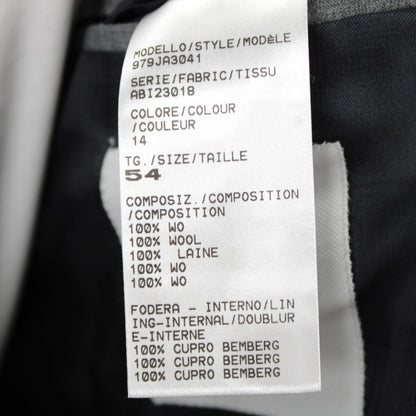 MODELLO/STYLE/MODÈLE
979JA3041
SERIE/FABRIC/TISSU
ABI23018
COLORE/COLOUR
/COULEUR
14
TG./SIZE/TAILLE
54
COMPOSIZ./COMPOSITION
/COMPOSITION
100% WO
100% WOOL
100% LAINE
100% WO
100% WO
FODERA - INTERNO/LIN
ING-INTERNAL/DOUBLUR
E-INTERNE
100% CUPRO BEMBERG
100% CUPRO BEMBERG
100% CUPRO BEMBERG